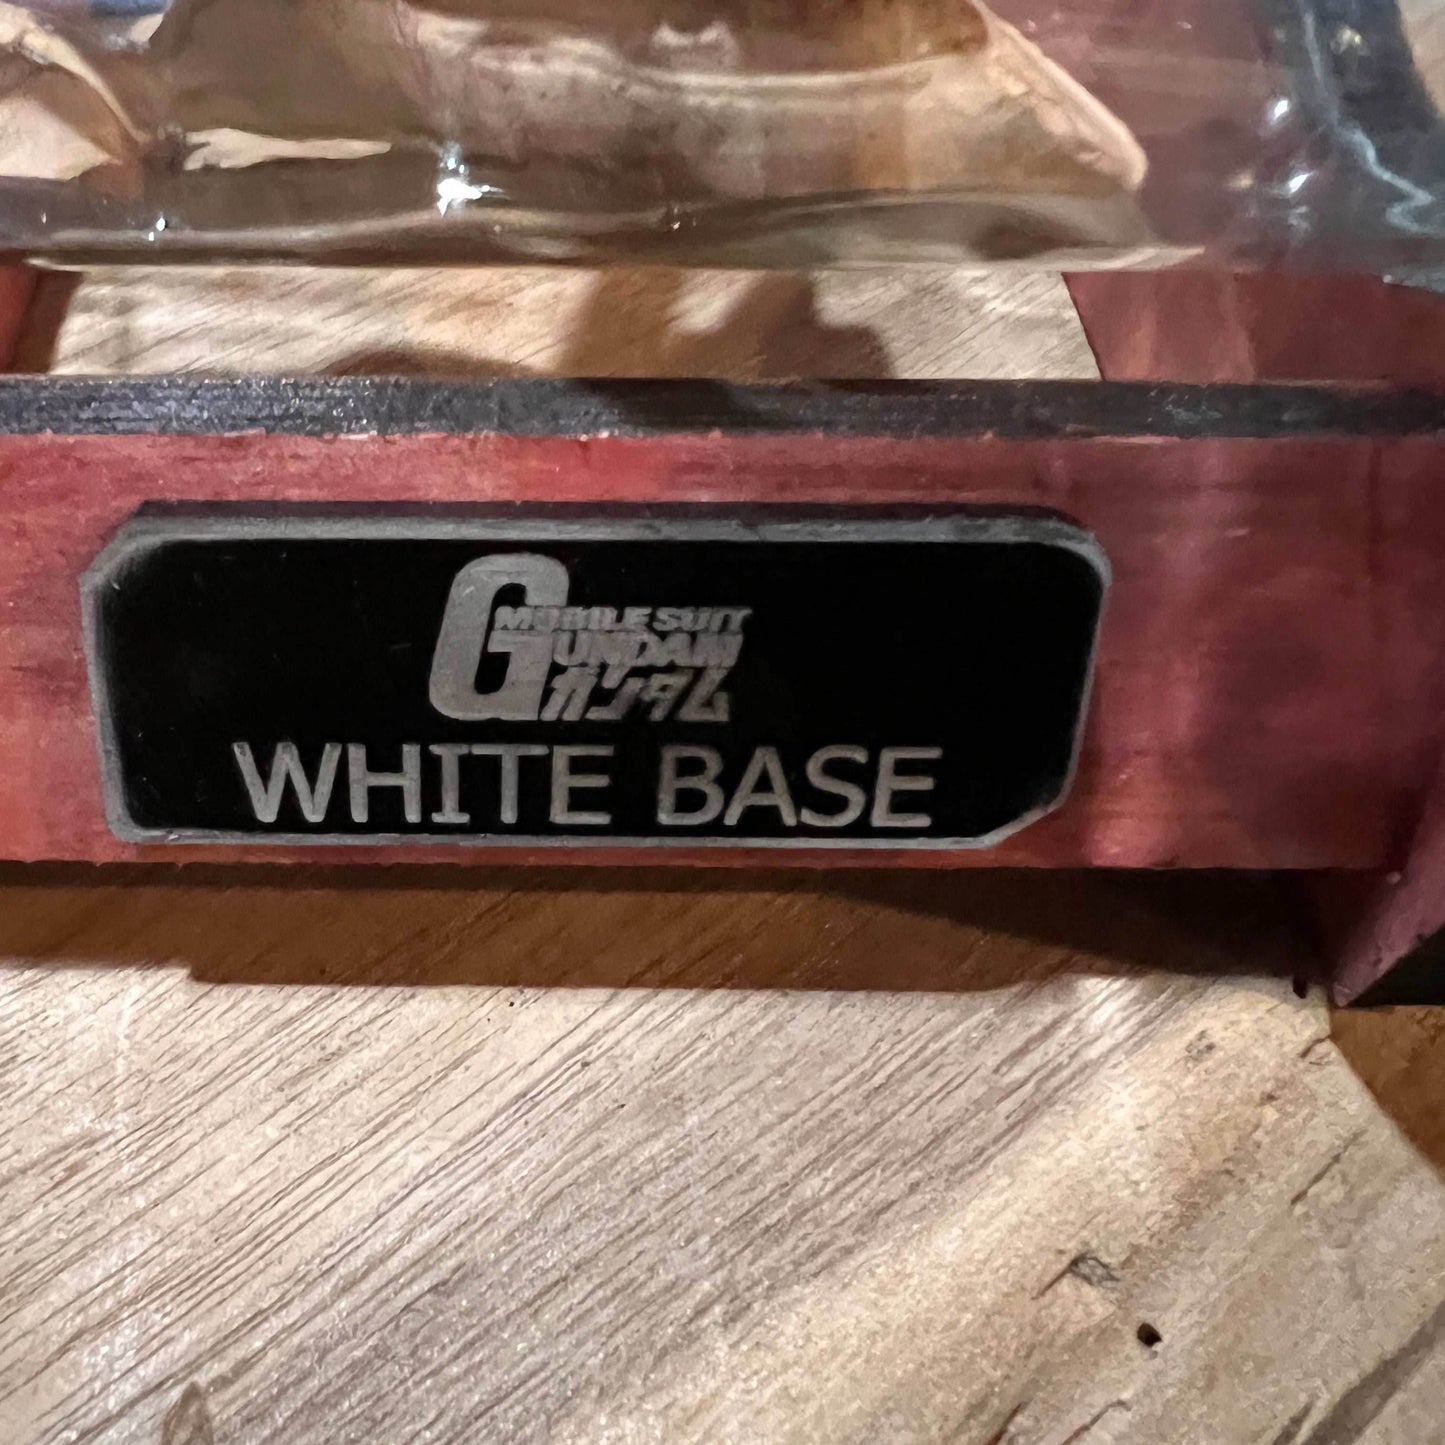 MOBILE SUIT
GUNDAM
ガンダム
WHITE BASE